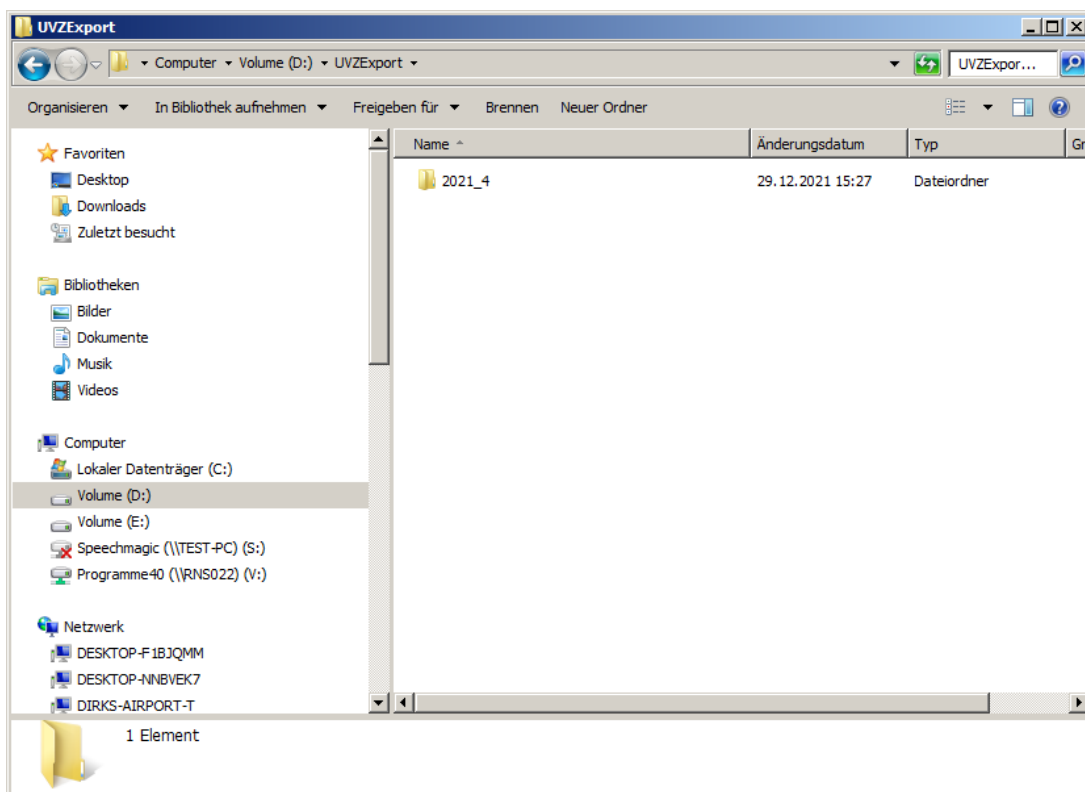 UVZExport
Computer Volume (D:) UVZExport
UVZExpor...
Organisieren In Bibliothek aufnehmen Freigeben für Brennen Neuer Ordner
Name Änderungsdatum Typ Gr
2021_4 29.12.2021 15:27 Dateiordner
Favoriten
Desktop
Downloads
Zuletzt besucht
Bibliotheken
Bilder
Dokumente
Musik
Videos
Computer
Lokaler Datenträger (C:)
Volume (D:)
Volume (E:)
Speechmagic (\\TEST-PC) (S:)
Programme40 (\\RNS022) (V:)
Netzwerk
DESKTOP-F1BJQMM
DESKTOP-NNBVEK7
DIRKS-AIRPORT-T
1 Element